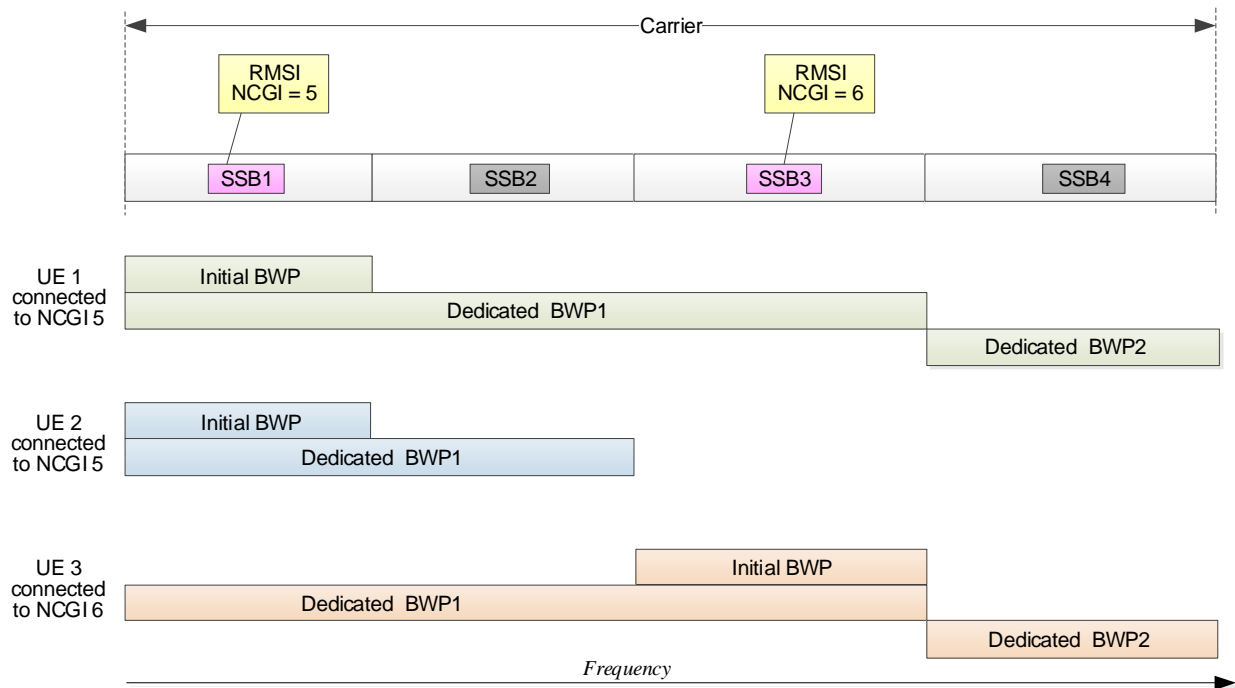 Carrier
RMSI
NCGI = 5
RMSI
NCGI = 6
SSB1
SSB2
SSB3
SSB4
UE 1
connected
to NCGI 5
Initial BWP
Dedicated BWP1
Dedicated BWP2
UE 2
connected
to NCGI 5
Initial BWP
Dedicated BWP1
UE 3
connected
to NCGI 6
Initial BWP
Dedicated BWP1
Dedicated BWP2
Frequency